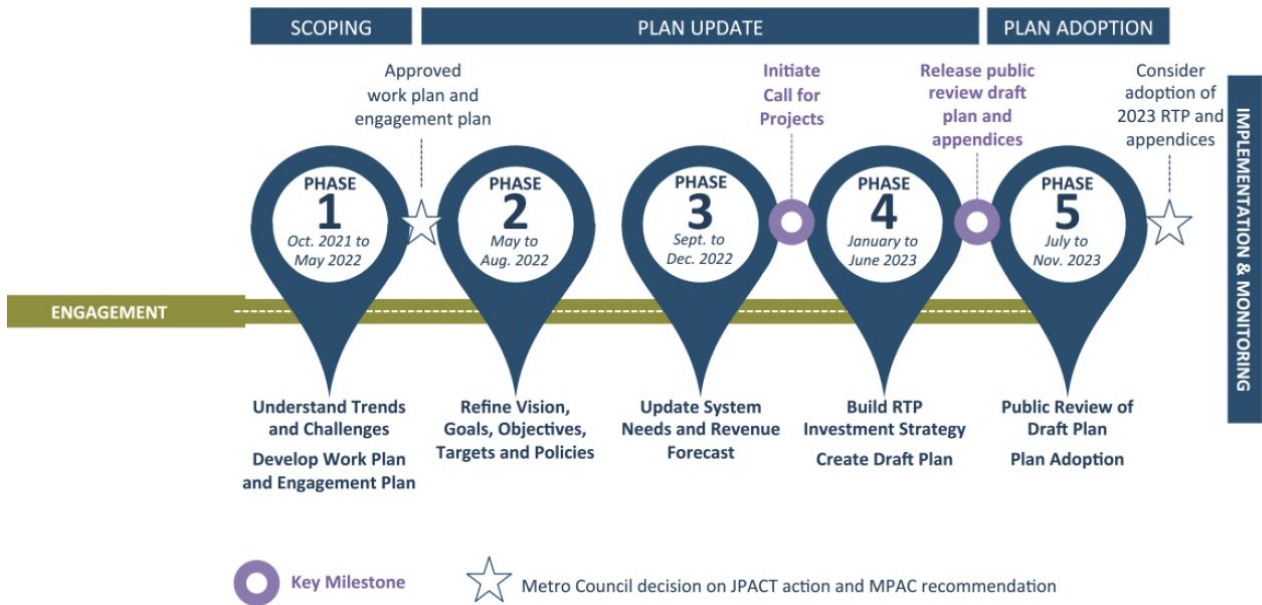 SCOPING
PLAN UPDATE
PLAN ADOPTION
Approved
work plan and
engagement plan
Initiate
Call for
Projects
Release public
review draft
plan and
appendices
Consider
adoption of
2023 RTP and
appendices
IMPLEMENTATION & MONITORING
PHASE
1
Oct. 2021 to
May 2022
PHASE
2
May to
Aug. 2022
PHASE
3
Sept. to
Dec. 2022
PHASE
4
January to
June 2023
PHASE
5
July to
Nov. 2023
ENGAGEMENT
Understand Trends
and Challenges
Develop Work Plan
and Engagement Plan
Refine Vision,
Goals, Objectives,
Targets and Policies
Update System
Needs and Revenue
Forecast
Build RTP
Investment Strategy
Create Draft Plan
Public Review of
Draft Plan
Plan Adoption
Key Milestone
Metro Council decision on JPACT action and MPAC recommendation